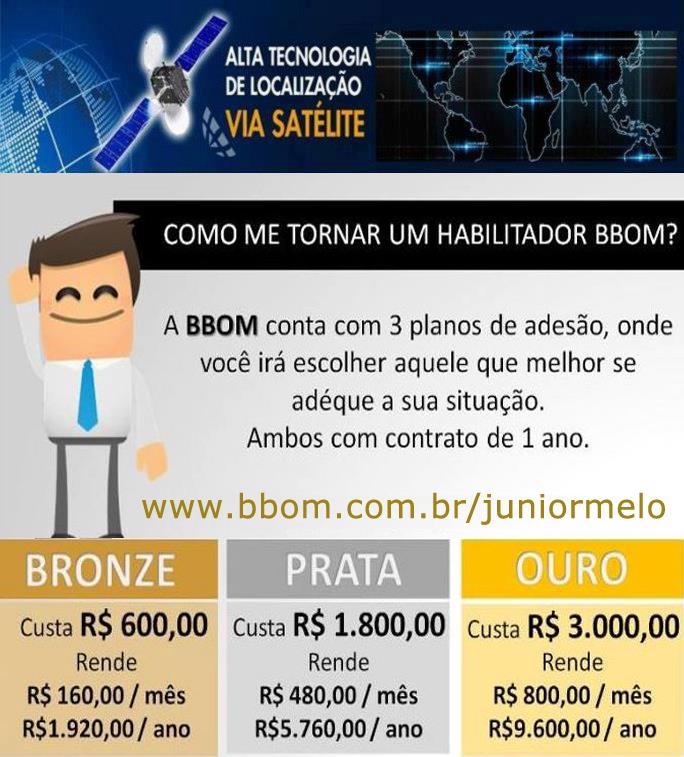 ALTA TECNOLOGIA
DE LOCALIZAÇÃO
VIA SATÉLITE
COMO ME TORNAR UM HABILITADOR BBOM?
A BBOM conta com 3 planos de adesão, onde
você irá escolher aquele que melhor se
adéque a sua situação.
Ambos com contrato de 1 ano.
www.bbom.com.br/juniormelo
BRONZE
Custa R$ 600,00
Rende
R$ 160,00 / mês
R$1.920,00 / ano
PRATA
Custa R$ 1.800,00
Rende
R$ 480,00 / mês
R$5.760,00 / ano
OURO
Custa R$ 3.000,00
Rende
R$ 800,00 / mês
R$9.600,00 / ano